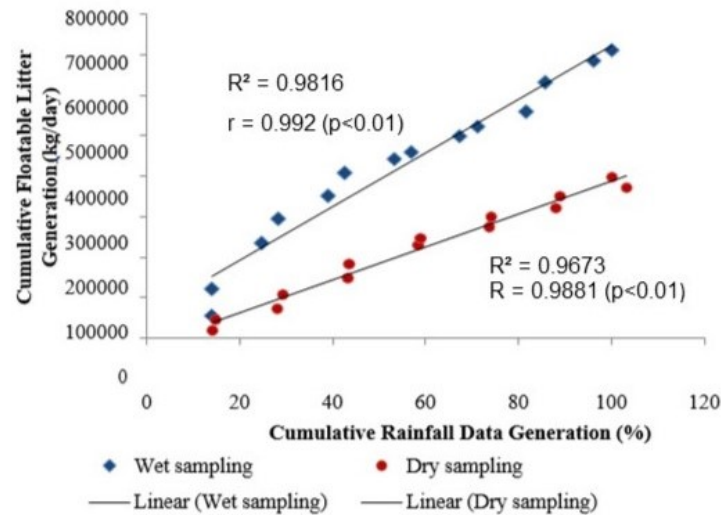 800000
700000
600000
500000
400000
300000
200000
100000
0
Cumulative Floatable Litter
Generation(kg/day)
R² = 0.9816
r = 0.992 (p<0.01)
R² = 0.9673
R = 0.9881 (p<0.01)
0 20 40 60 80 100 120
Cumulative Rainfall Data Generation (%)
Wet sampling Dry sampling
Linear (Wet sampling) Linear (Dry sampling)